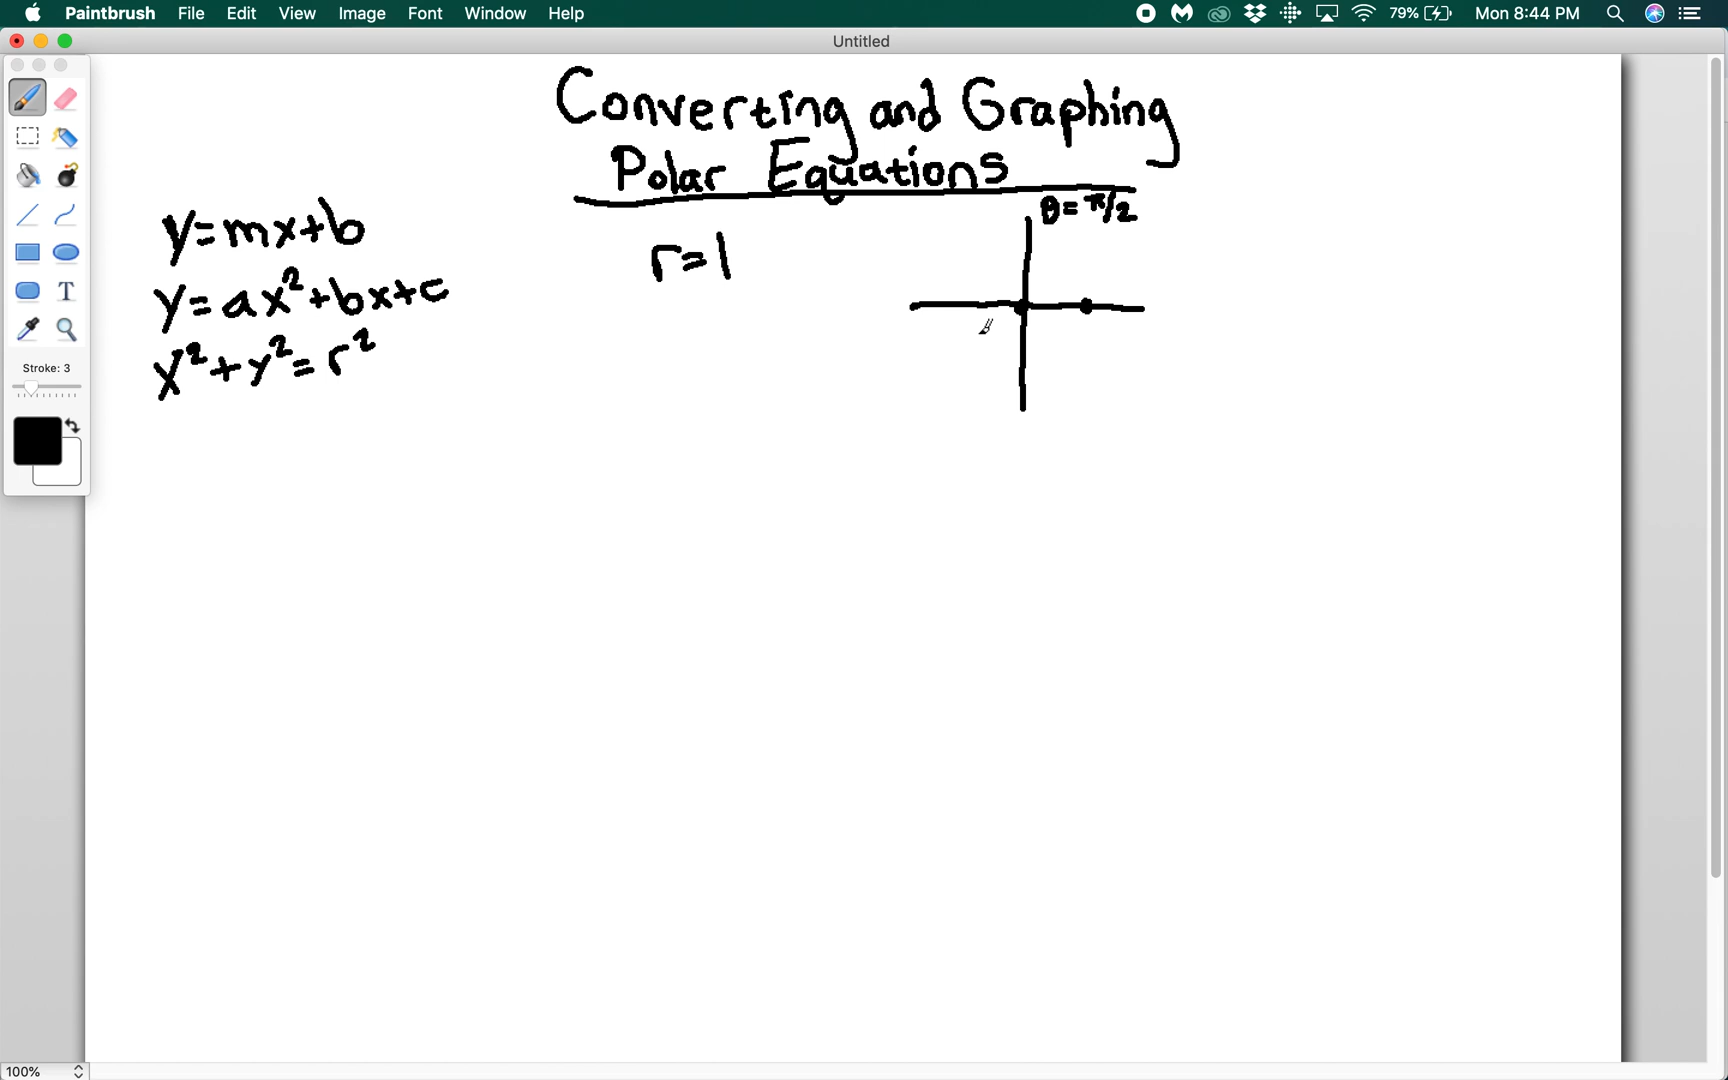 Paintbrush File Edit View Image Font Window Help 79% Mon 8:44 PM
Untitled
Converting and Graphing
Polar Equations
y=mx+b
y=ax²+bx+c
x²+y²=r²
r=1
θ=π/2
T
Stroke: 3
100%